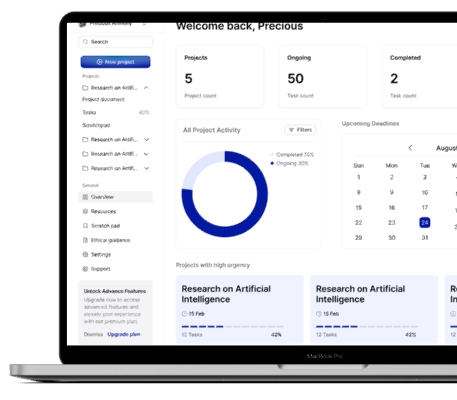 Anthony
Search
New project
Projects
Research on Artifi...
Project document
Tasks
40%
Scratchpad
Research on Artifi...
Research on Artifi...
Research on Artifi...
General
Overview
Resources
Scratch pad
Ethical guidance
Settings
Support
Unlock Advance Features
Upgrade now to access
advanced features and
elevate your experience
with our premium plan.
Dismiss Upgrade plan
Welcome back, Precious
Projects
5
Project count
Ongoing
50
Task count
Completed
2
Task count
All Project Activity
Filters
Completed 70%
Ongoing 30%
Upcoming Deadlines
August
Sun Mon Tue
1 2 3
8 9 10
15 16 17
22 23 24
29 30 31
Projects with high urgency
Research on Artificial
Intelligence
15 Feb
12 Tasks 42%
Research on Artificial
Intelligence
15 Feb
12 Tasks 42%
MacBook Pro